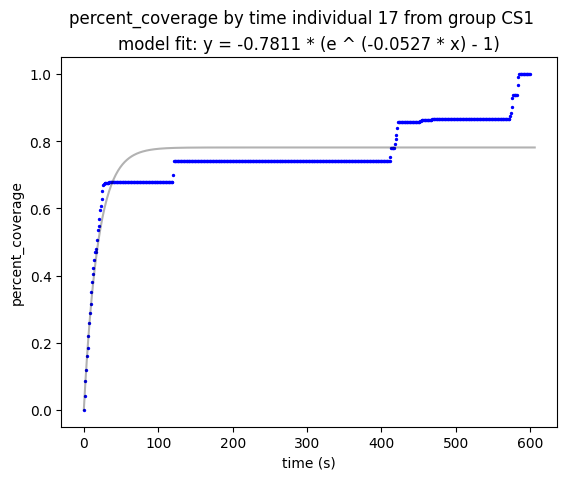 percent_coverage by time individual 17 from group CS1
model fit: y = -0.7811 * (e ^ (-0.0527 * x) - 1)
1.0
0.8
0.6
0.4
0.2
0.0
percent_coverage
0 100 200 300 400 500 600
time (s)